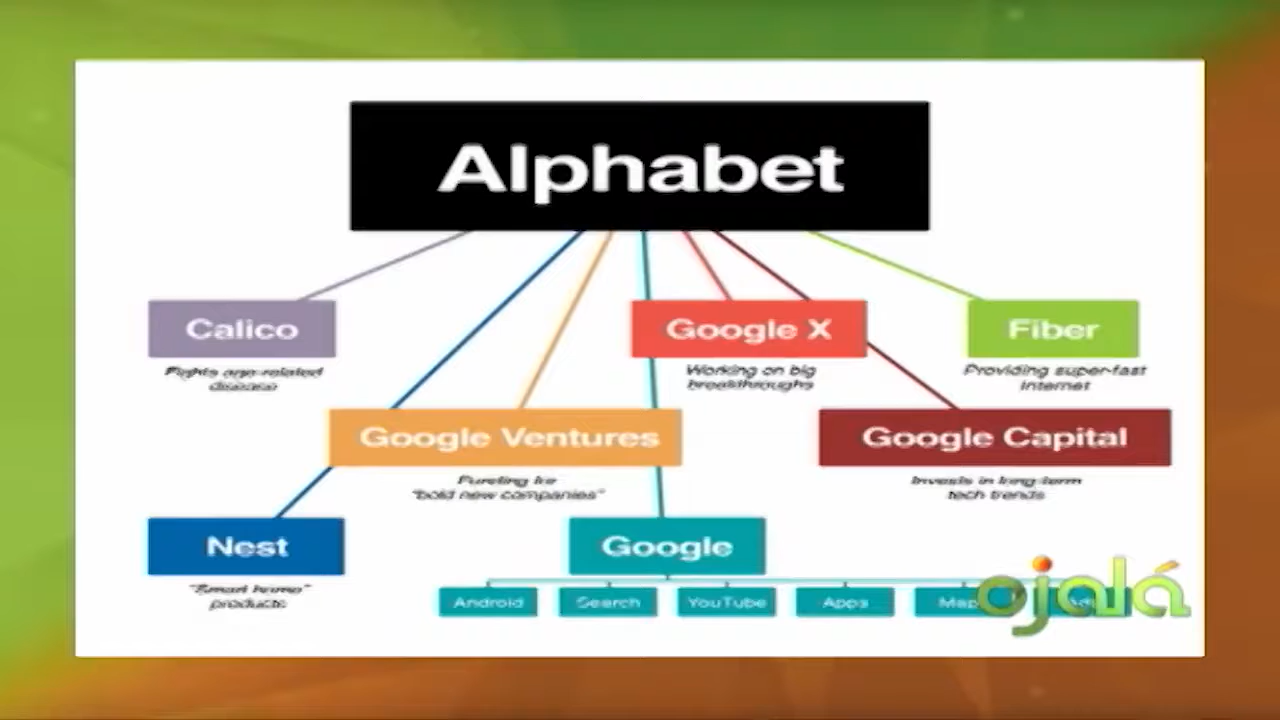 Alphabet
Calico
Google X
Fiber
Fights age-related
disease
Working on big
breakthroughs
Providing super-fast
internet
Google Ventures
Google Capital
Funding for
"bold new companies"
Invests in long-term
tech trends
Nest
Google
"Smart home"
products
Android
Search
YouTube
Apps
ojalá